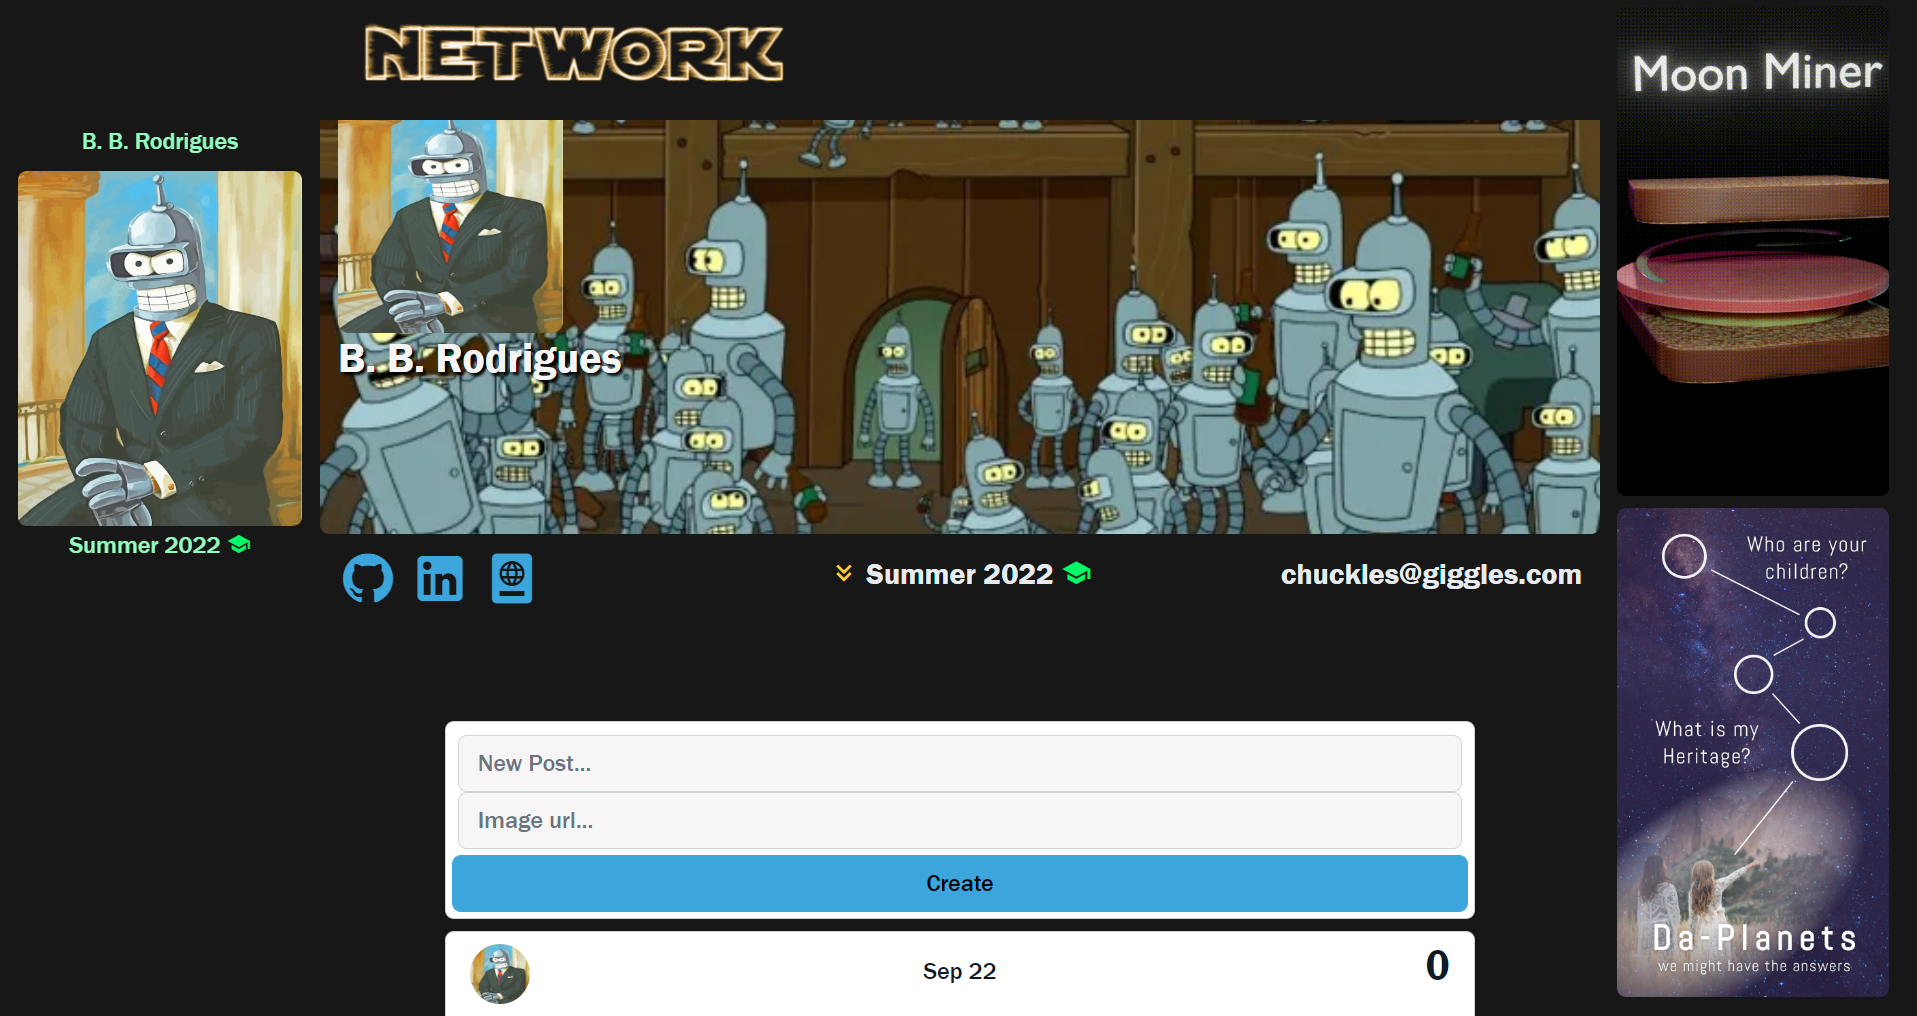 NETWORK
B. B. Rodrigues
Summer 2022
B. B. Rodrigues
in
Summer 2022
chuckles@giggles.com
New Post...
Image url...
Create
Sep 22
0
Moon Miner
Who are your
children?
What is my
Heritage?
Da-Planets
we might have the answers